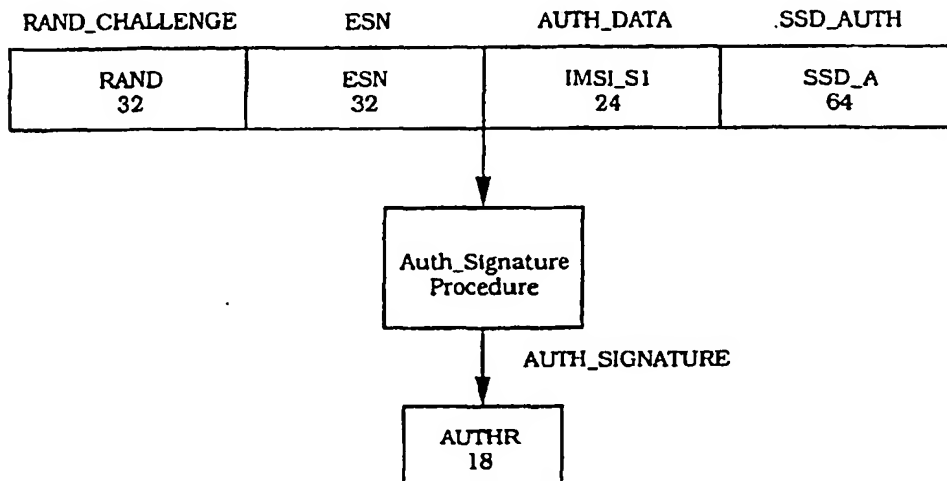 RAND_CHALLENGE ESN AUTH_DATA .SSD_AUTH
RAND ESN IMSI_S1 SSD_A
32 32 24 64
Auth_Signature
Procedure
AUTH_SIGNATURE
AUTHR
18